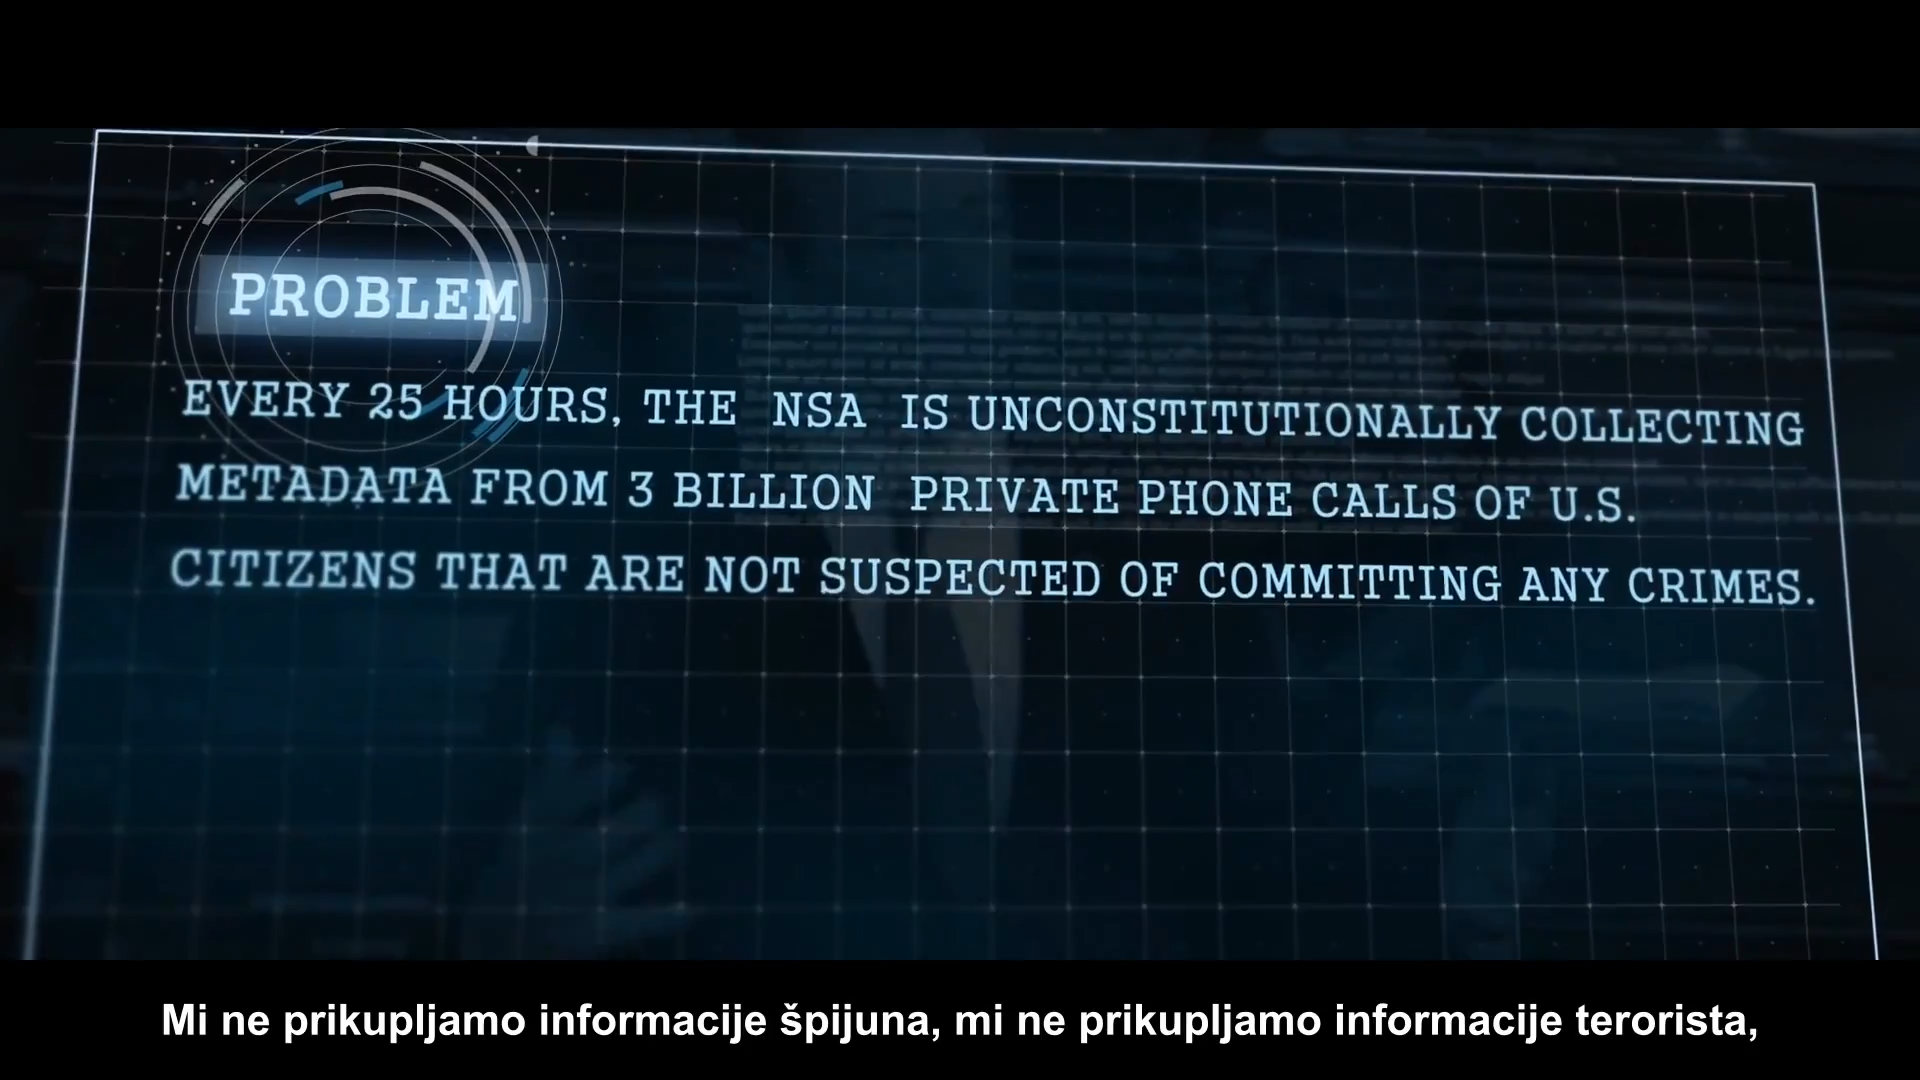 PROBLEM
EVERY 25 HOURS, THE NSA IS UNCONSTITUTIONALLY COLLECTING
METADATA FROM 3 BILLION PRIVATE PHONE CALLS OF U.S.
CITIZENS THAT ARE NOT SUSPECTED OF COMMITTING ANY CRIMES.
Mi ne prikupljamo informacije špijuna, mi ne prikupljamo informacije terorista,